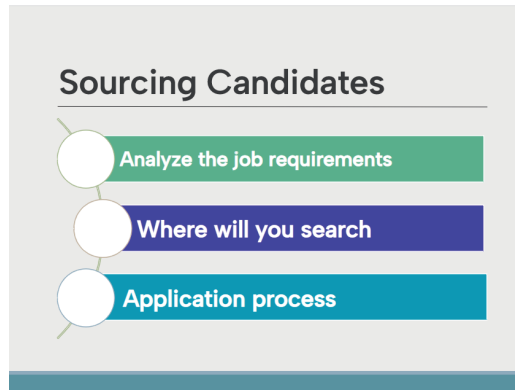 Sourcing Candidates
Analyze the job requirements
Where will you search
Application process